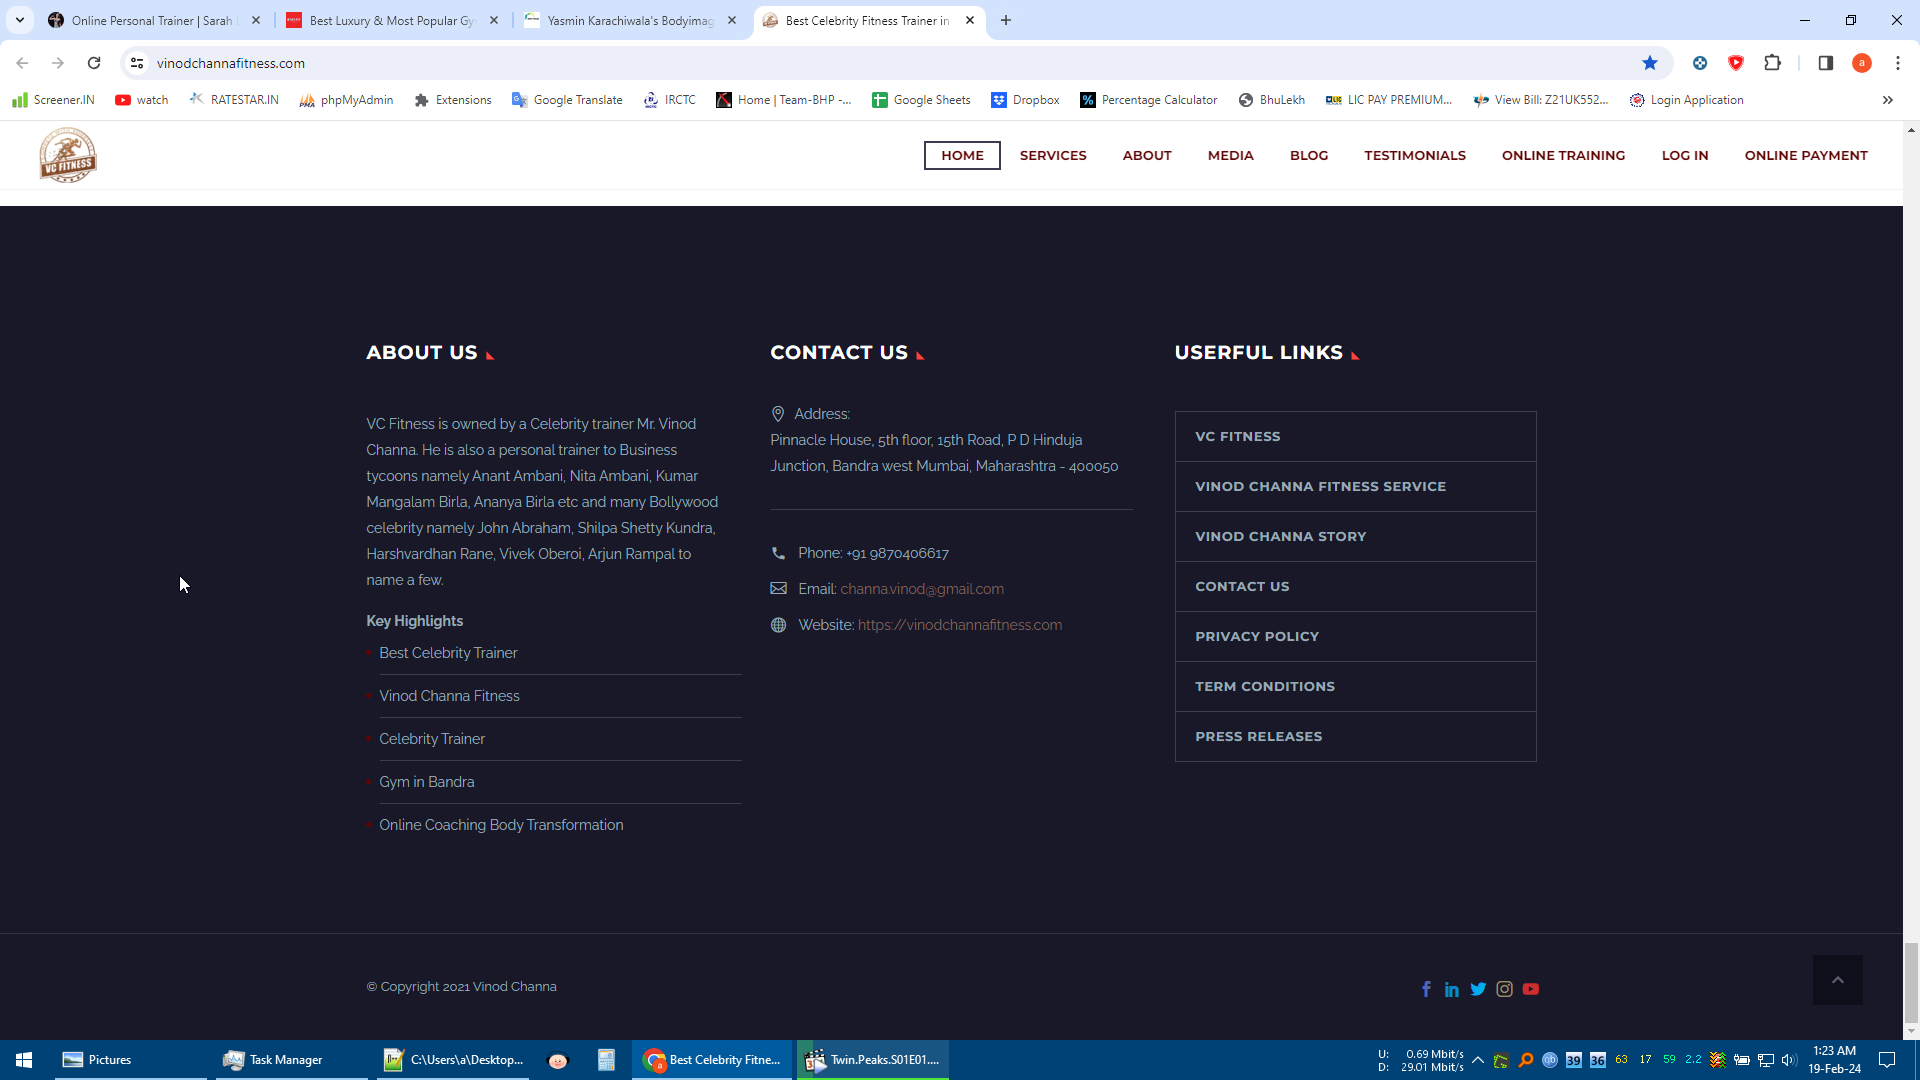 Online Personal Trainer | Sarah
Best Luxury & Most Popular Gy
Yasmin Karachiwala's Bodyimag
Best Celebrity Fitness Trainer in
vinodchannafitness.com
a
Screener.IN
watch
RATESTAR.IN
phpMyAdmin
Extensions
Google Translate
IRCTC
Home | Team-BHP -...
Google Sheets
Dropbox
Percentage Calculator
BhuLekh
LIC PAY PREMIUM...
View Bill: Z21UK552...
Login Application
VC FITNESS
HOME
SERVICES
ABOUT
MEDIA
BLOG
TESTIMONIALS
ONLINE TRAINING
LOG IN
ONLINE PAYMENT
ABOUT US
VC Fitness is owned by a Celebrity trainer Mr. Vinod
Channa. He is also a personal trainer to Business
tycoons namely Anant Ambani, Nita Ambani, Kumar
Mangalam Birla, Ananya Birla etc and many Bollywood
celebrity namely John Abraham, Shilpa Shetty Kundra,
Harshvardhan Rane, Vivek Oberoi, Arjun Rampal to
name a few.
Key Highlights
Best Celebrity Trainer
Vinod Channa Fitness
Celebrity Trainer
Gym in Bandra
Online Coaching Body Transformation
CONTACT US
Address:
Pinnacle House, 5th floor, 15th Road, P D Hinduja
Junction, Bandra west Mumbai, Maharashtra - 400050
Phone: +91 9870406617
Email: channa.vinod@gmail.com
Website: https://vinodchannafitness.com
USERFUL LINKS
VC FITNESS
VINOD CHANNA FITNESS SERVICE
VINOD CHANNA STORY
CONTACT US
PRIVACY POLICY
TERM CONDITIONS
PRESS RELEASES
© Copyright 2021 Vinod Channa
Pictures
Task Manager
C:\Users\a\Desktop...
Best Celebrity Fitne...
Twin.Peaks.S01E01....
U: 0.69 Mbit/s
D: 29.01 Mbit/s
39
36
63
17
59
2.2
1:23 AM
19-Feb-24